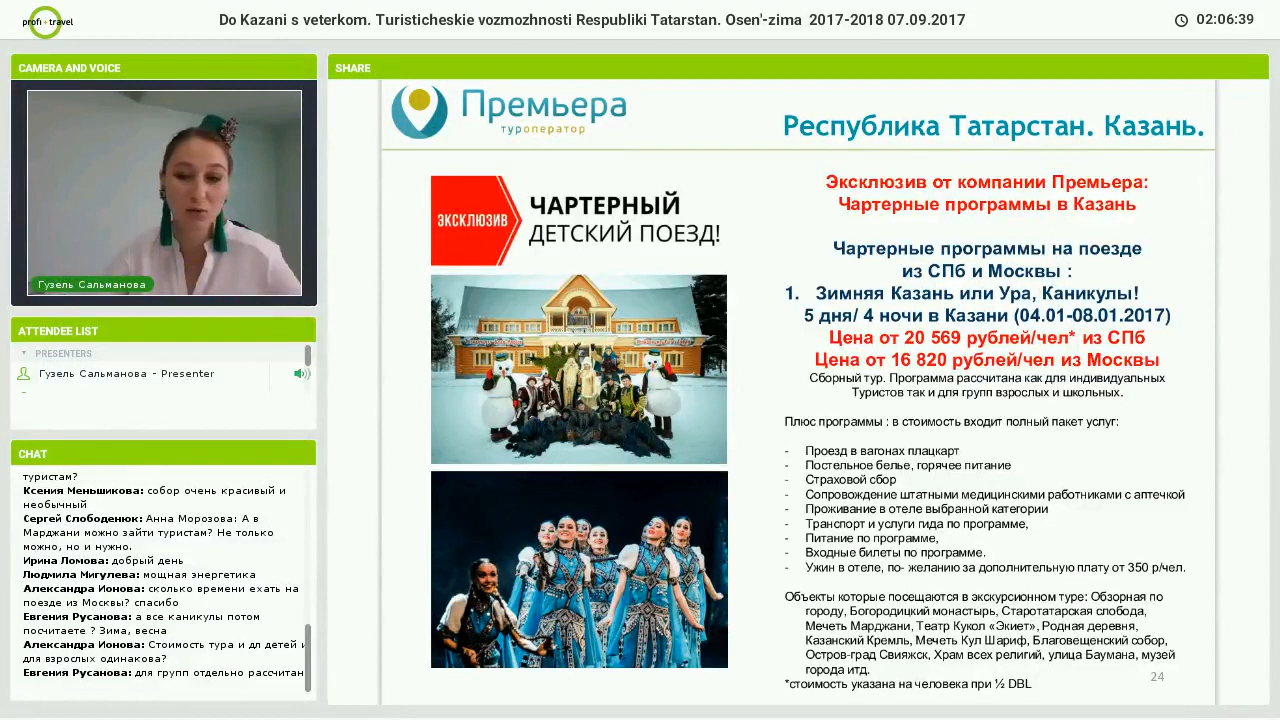 profi travel
Do Kazani s veterkom. Turisticheskie vozmozhnosti Respubliki Tatarstan. Osen'-zima 2017-2018 07.09.2017
02:06:39
CAMERA AND VOICE
Гузель Сальманова
ATTENDEE LIST
PRESENTERS
Гузель Сальманова - Presenter
CHAT
туристам?
Ксения Меньшикова: собор очень красивый и
необычный
Сергей Слободенюк: Анна Морозова: А в
Марджани можно зайти туристам? Не только
можно, но и нужно.
Ирина Ломова: добрый день
Людмила Мигулева: мощная энергетика
Александра Ионова: сколько времени ехать на
поезде из Москвы? спасибо
Евгения Русанова: а все каникулы потом
посчитаете ? Зима, весна
Александра Ионова: Стоимость тура и дл детей и
для взрослых одинакова?
Евгения Русанова: для групп отдельно рассчитан
SHARE
Премьера
туроператор
Республика Татарстан. Казань.
ЭКСКЛЮЗИВ
ЧАРТЕРНЫЙ
ДЕТСКИЙ ПОЕЗД!
Эксклюзив от компании Премьера:
Чартерные программы в Казань
Чартерные программы на поезде
из СПб и Москвы :
1. Зимняя Казань или Ура, Каникулы!
5 дня/ 4 ночи в Казани (04.01-08.01.2017)
Цена от 20 569 рублей/чел* из СПб
Цена от 16 820 рублей/чел из Москвы
Сборный тур. Программа рассчитана как для индивидуальных
Туристов так и для групп взрослых и школьных.
Плюс программы : в стоимость входит полный пакет услуг:
- Проезд в вагонах плацкарт
- Постельное белье, горячее питание
- Страховой сбор
- Сопровождение штатными медицинскими работниками с аптечкой
- Проживание в отеле выбранной категории
- Транспорт и услуги гида по программе,
- Питание по программе,
- Входные билеты по программе.
- Ужин в отеле, по- желанию за дополнительную плату от 350 р/чел.
Объекты которые посещаются в экскурсионном туре: Обзорная по
городу, Богородицкий монастырь, Старотатарская слобода,
Мечеть Марджани, Театр Кукол «Экиет», Родная деревня,
Казанский Кремль, Мечеть Кул Шариф, Благовещенский собор,
Остров-град Свияжск, Храм всех религий, улица Баумана, музей
города итд.
*стоимость указана на человека при ½ DBL
24